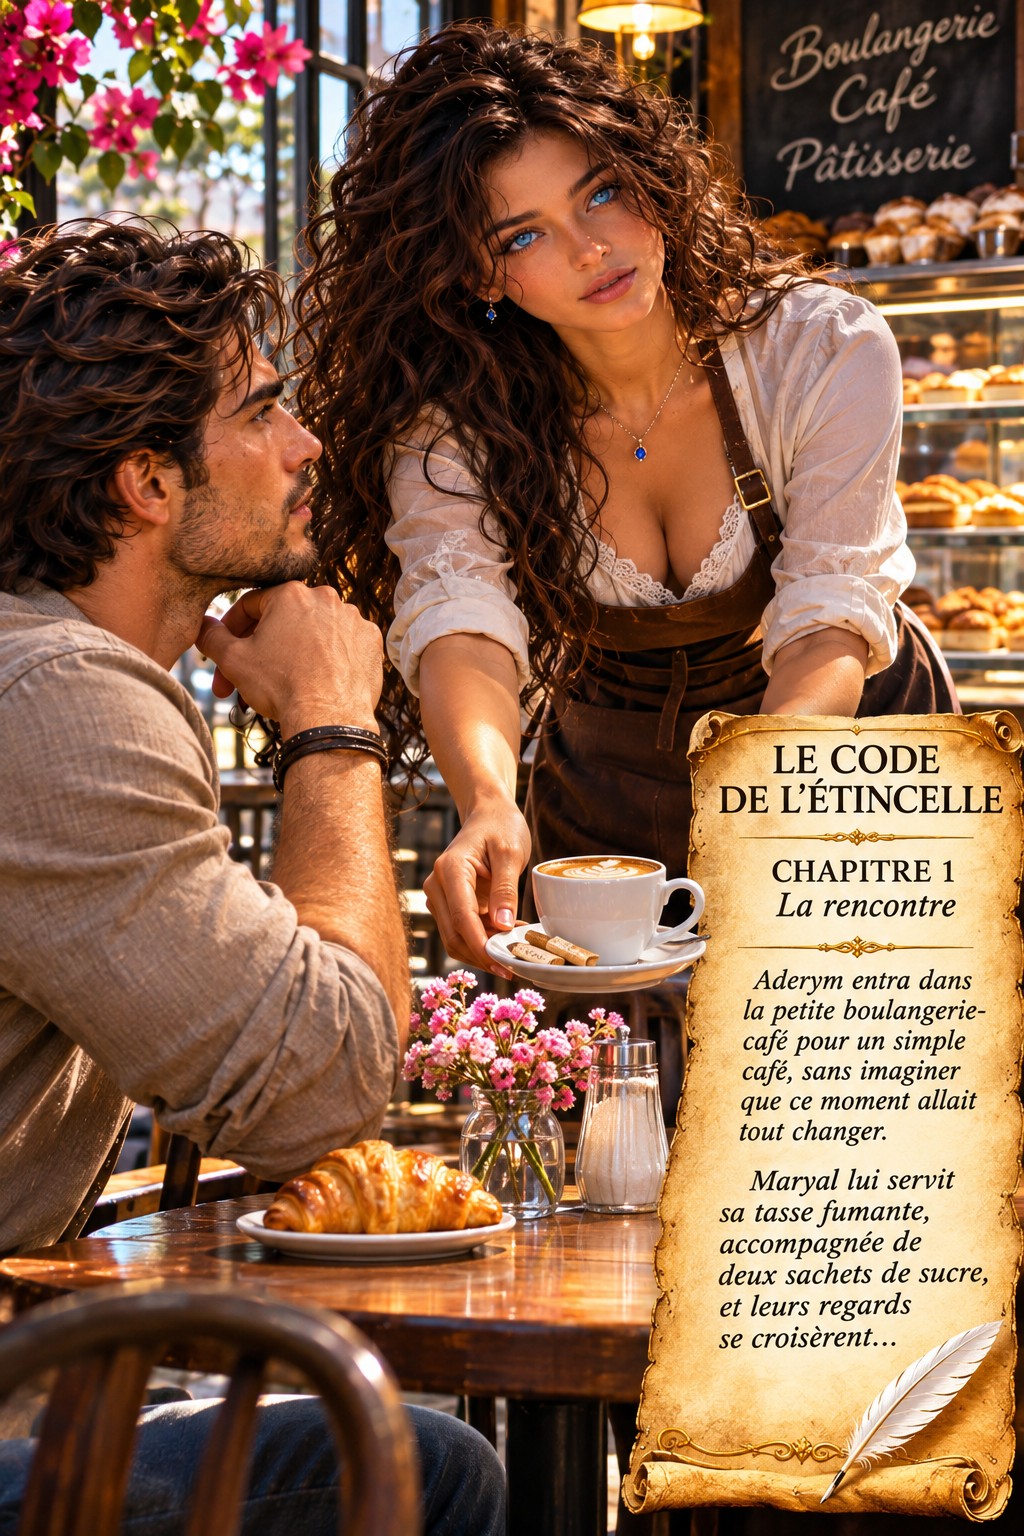 Boulangerie
Café
Pâtisserie
LE CODE
DE L'ÉTINCELLE
CHAPITRE 1
La rencontre
Aderym entra dans
la petite boulangerie-
café pour un simple
café, sans imaginer
que ce moment allait
tout changer.
Maryal lui servit
sa tasse fumante,
accompagnée de
deux sachets de sucre,
et leurs regards
se croisèrent...